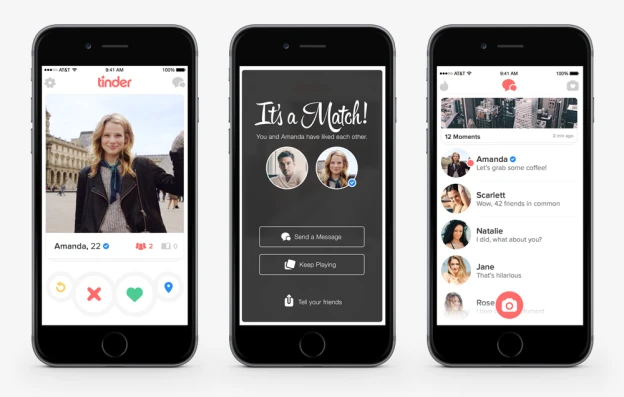 AT&T
9:41 AM
100%
tinder
Amanda, 22
2
0
It's a Match!
You and Amanda have liked each other.
Send a Message
Keep Playing
Tell your friends
AT&T
9:41 AM
100%
12 Moments
2 min ago
Amanda
Let's grab some coffee!
Scarlett
Wow, 42 friends in common
Natalie
I did, what about you?
Jane
That's hilarious
Rose